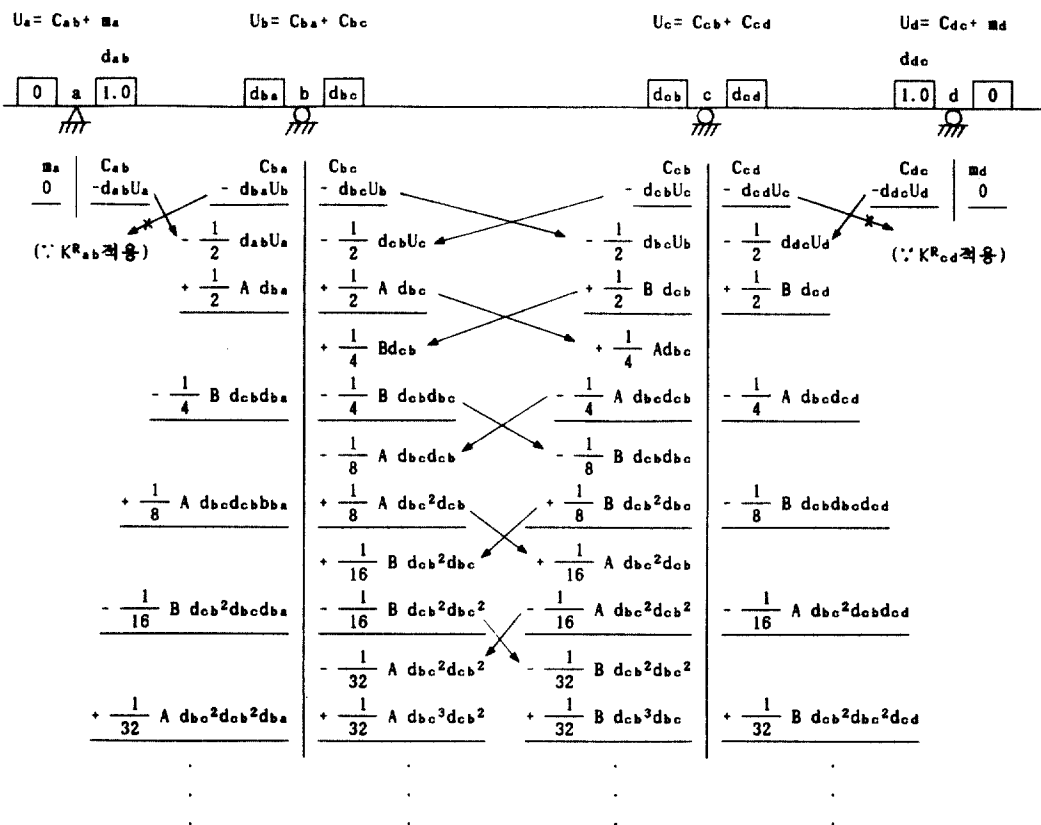 Ua= Cab+ ma Ub= Cba+ Cbc Uc= Ccb+ Ccd Ud= Cdc+ md
dab ddc
0 a 1.0 dba b dbc dcb c dcd 1.0 d 0
ma Cab Cba Cbc Ccb Ccd Cdc md
0 -dabUa - dbaUb - dbcUb - dcbUc - dcdUc -ddcUd 0
(∵ KRab적용) - 1/2 dabUa - 1/2 dcbUc - 1/2 dbcUb - 1/2 ddcUd (∵ KRcd적용)
+ 1/2 A dba + 1/2 A dbc + 1/2 B dcb + 1/2 B dcd
+ 1/4 Bdcb + 1/4 Adbc
- 1/4 B dcbdba - 1/4 B dcbdbc - 1/4 A dbcdcb - 1/4 A dbcdcd
- 1/8 A dbcdcb - 1/8 B dcbdbc
+ 1/8 A dbcdcbbba + 1/8 A dbc²dcb + 1/8 B dcb²dbc - 1/8 B dcbdbcdcd
+ 1/16 B dcb²dbc + 1/16 A dbc²dcb
- 1/16 B dcb²dbcdba - 1/16 B dcb²dbc² - 1/16 A dbc²dcb² - 1/16 A dbc²dcbdcd
- 1/32 A dbc²dcb² - 1/32 B dcb²dbc²
+ 1/32 A dbc²dcb²dba + 1/32 A dbc³dcb² + 1/32 B dcb³dbc + 1/32 B dcb²dbc²dcd